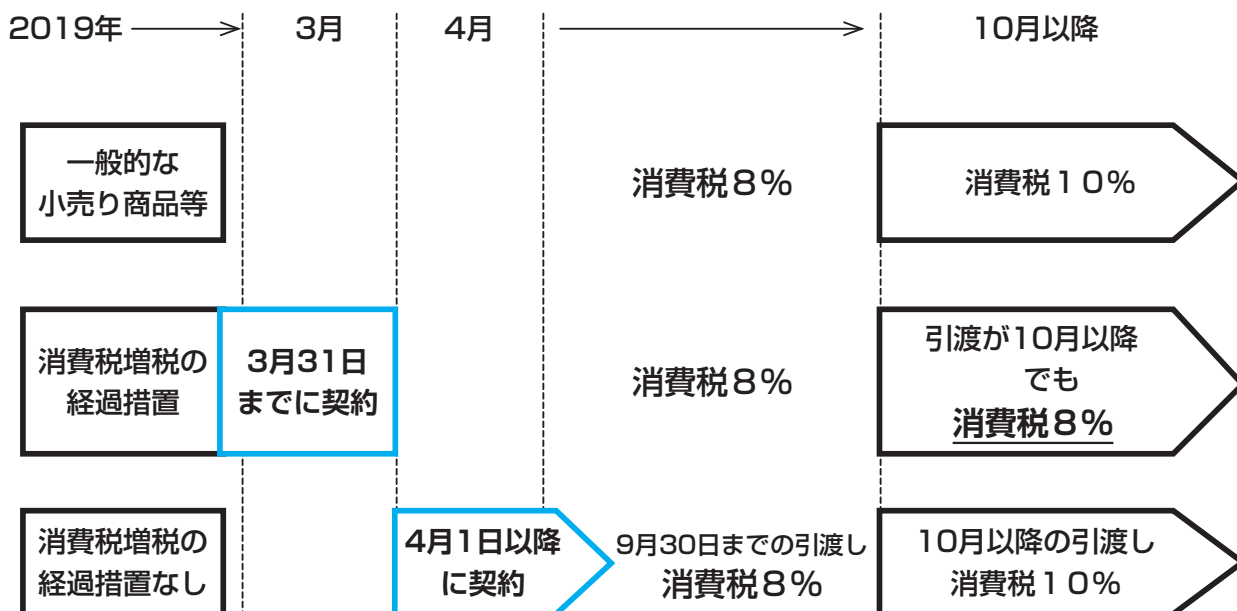 2019年
3月
4月
10月以降
一般的な
小売り商品等
消費税8%
消費税10%
消費税増税の
経過措置
3月31日
までに契約
消費税8%
引渡が10月以降
でも
消費税8%
消費税増税の
経過措置なし
4月1日以降
に契約
9月30日までの引渡し
消費税8%
10月以降の引渡し
消費税10%